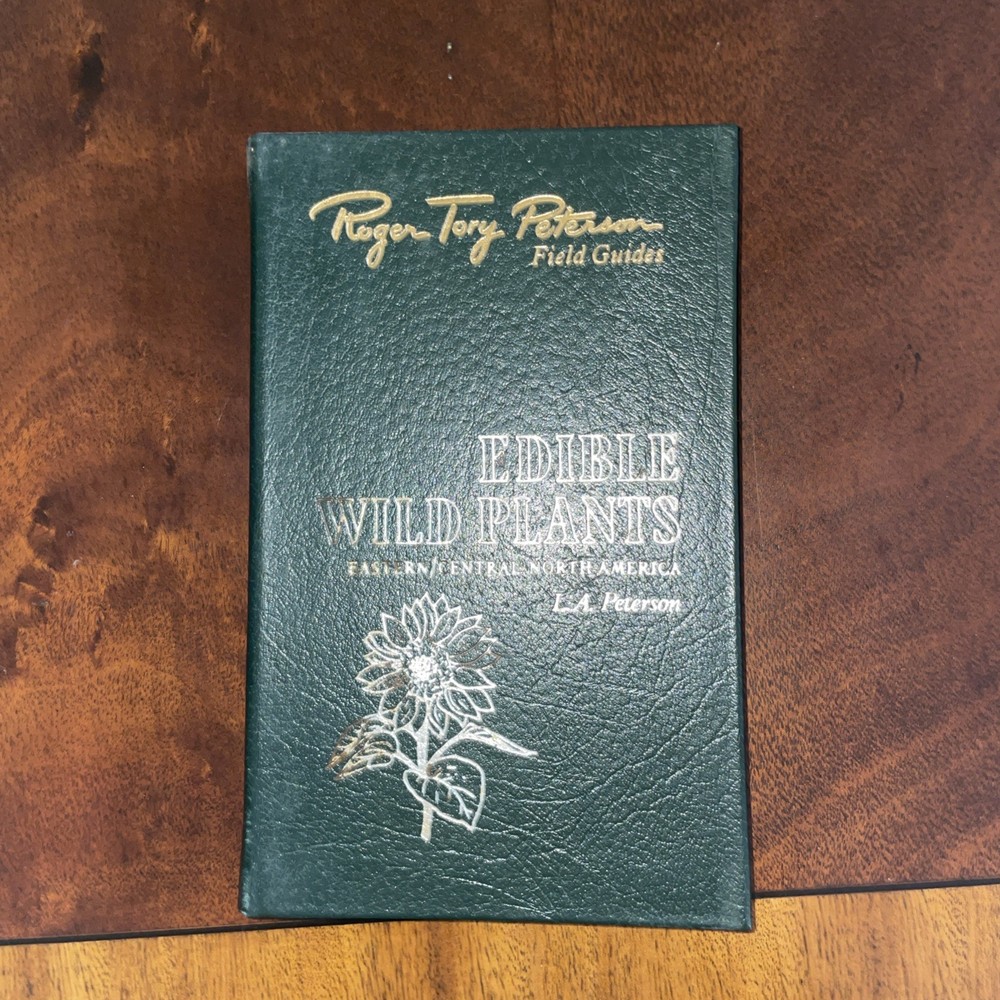 Roger Tory Peterson
Field Guides
EDIBLE
WILD PLANTS
EASTERN/CENTRAL NORTH AMERICA
L.A. Peterson